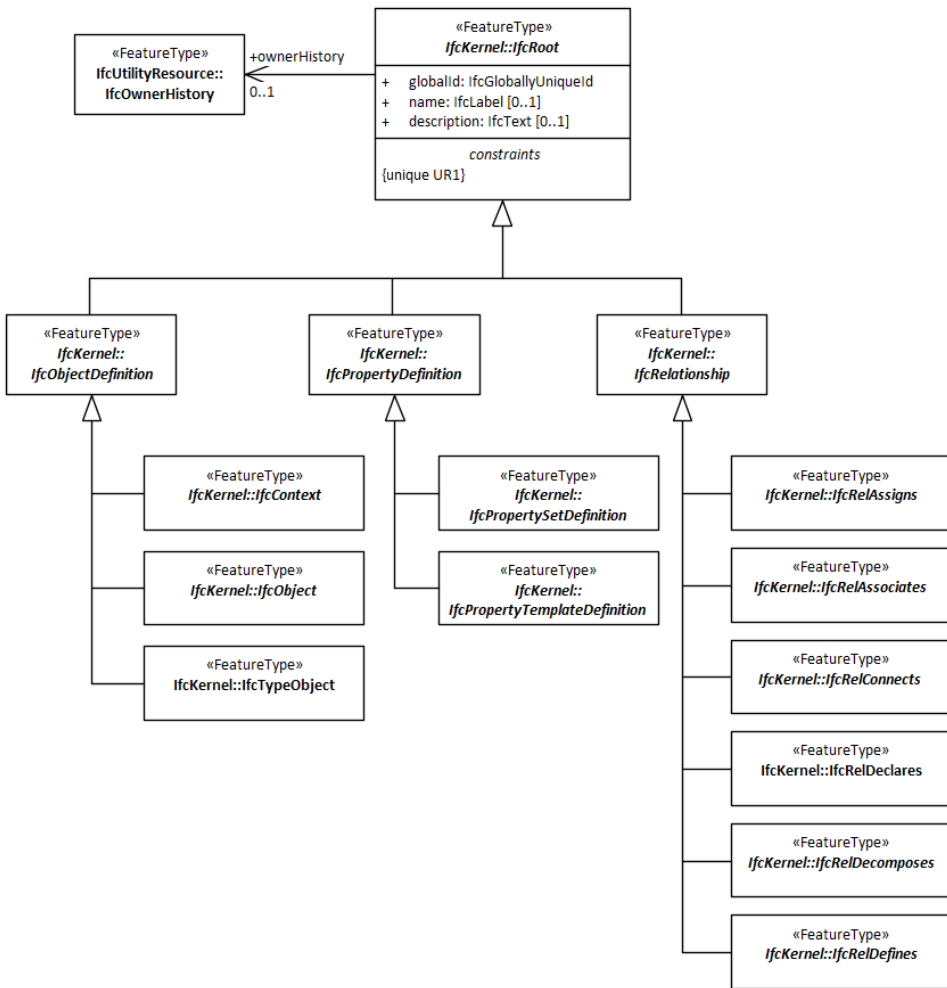 «FeatureType»
IfcUtilityResource::
IfcOwnerHistory
+ownerHistory
0..1
«FeatureType»
IfcKernel::IfcRoot
+ globalId: IfcGloballyUniqueId
+ name: IfcLabel [0..1]
+ description: IfcText [0..1]
constraints
{unique UR1}
«FeatureType»
IfcKernel::
IfcObjectDefinition
«FeatureType»
IfcKernel::
IfcPropertyDefinition
«FeatureType»
IfcKernel::
IfcRelationship
«FeatureType»
IfcKernel::IfcContext
«FeatureType»
IfcKernel::IfcObject
«FeatureType»
IfcKernel::IfcTypeObject
«FeatureType»
IfcKernel::
IfcPropertySetDefinition
«FeatureType»
IfcKernel::
IfcPropertyTemplateDefinition
«FeatureType»
IfcKernel::IfcRelAssigns
«FeatureType»
IfcKernel::IfcRelAssociates
«FeatureType»
IfcKernel::IfcRelConnects
«FeatureType»
IfcKernel::IfcRelDeclares
«FeatureType»
IfcKernel::IfcRelDecomposes
«FeatureType»
IfcKernel::IfcRelDefines